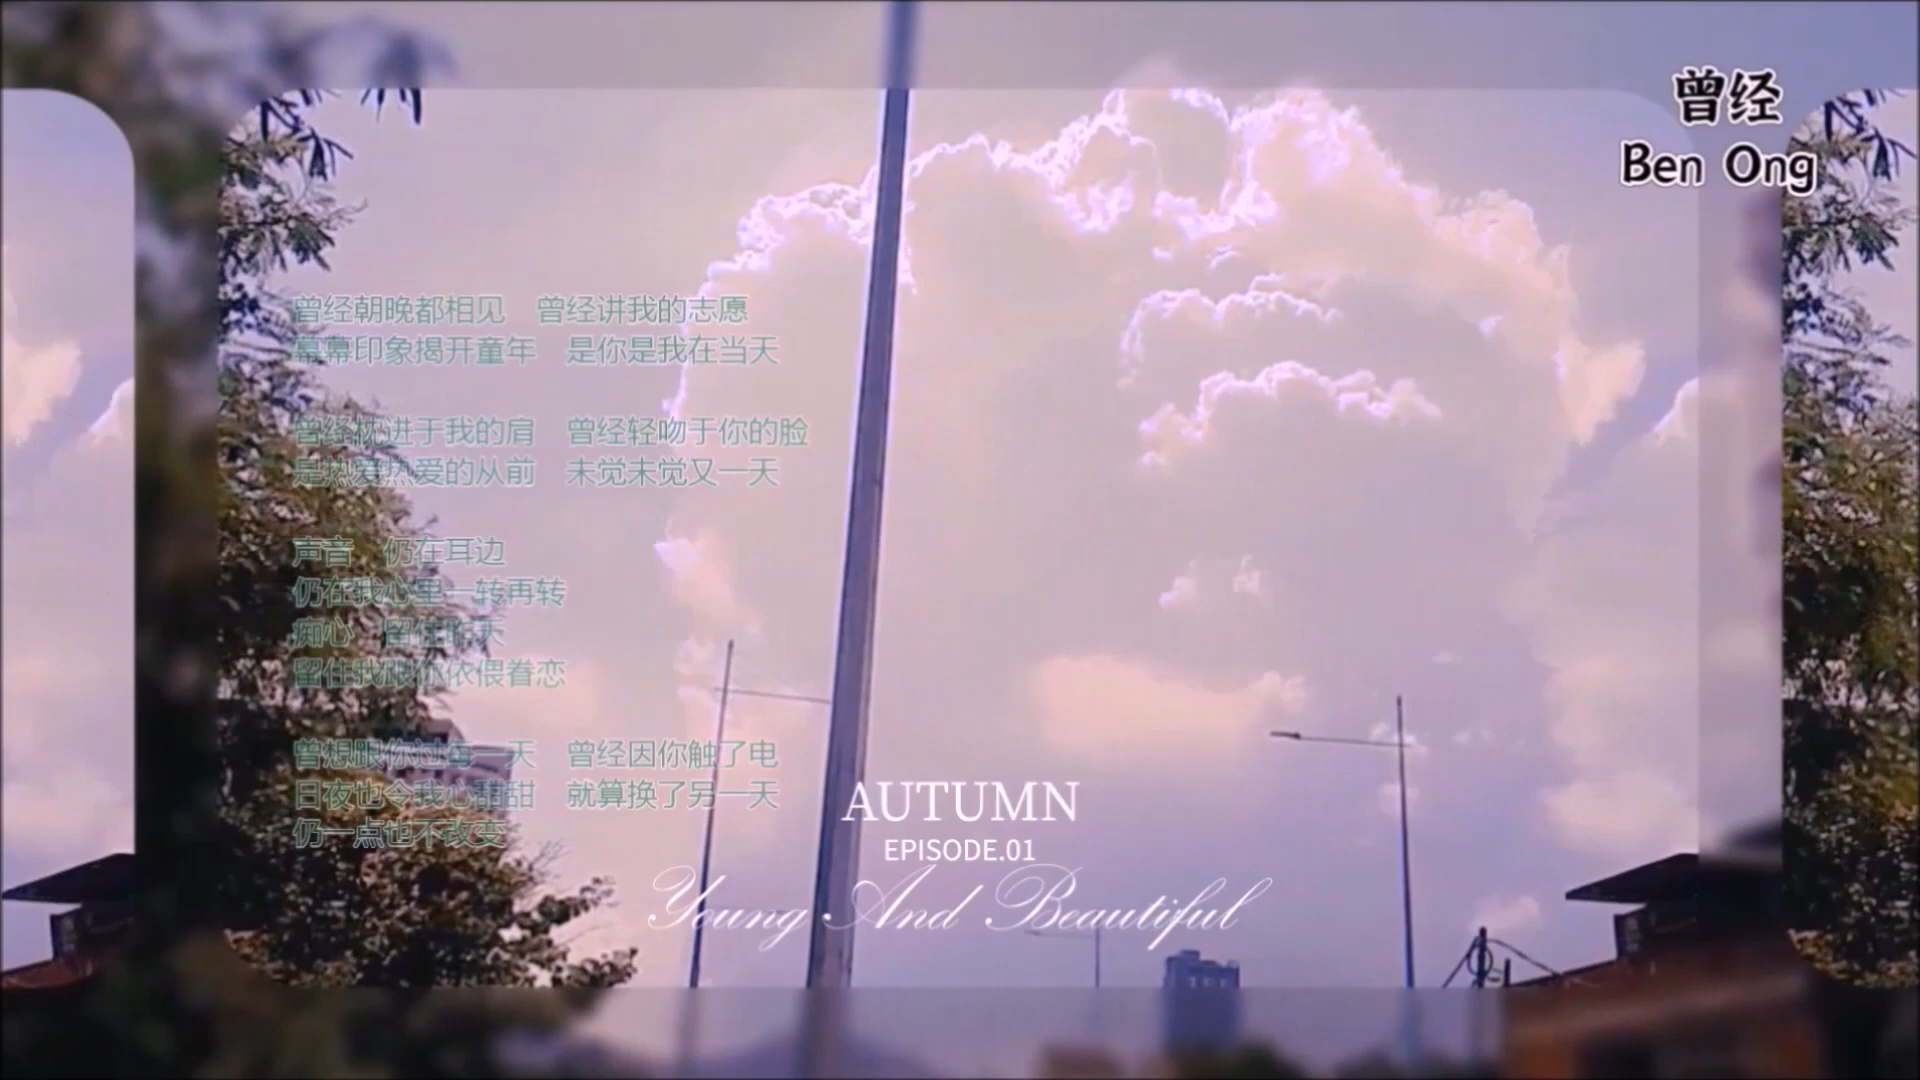 曾经
Ben Ong
曾经朝晚都相见　曾经讲我的志愿
幕幕印象揭开童年　是你是我在当天
曾经枕进于我的肩　曾经轻吻于你的脸
是热爱热爱的从前　未觉未觉又一天
声音　仍在耳边
仍在我心里一转再转
痴心　留住昨天
留住我跟你依偎眷恋
曾想跟你过每一天　曾经因你触了电
日夜也令我心甜甜　就算换了另一天
仍一点也不改变
AUTUMN
EPISODE.01
Young And Beautiful